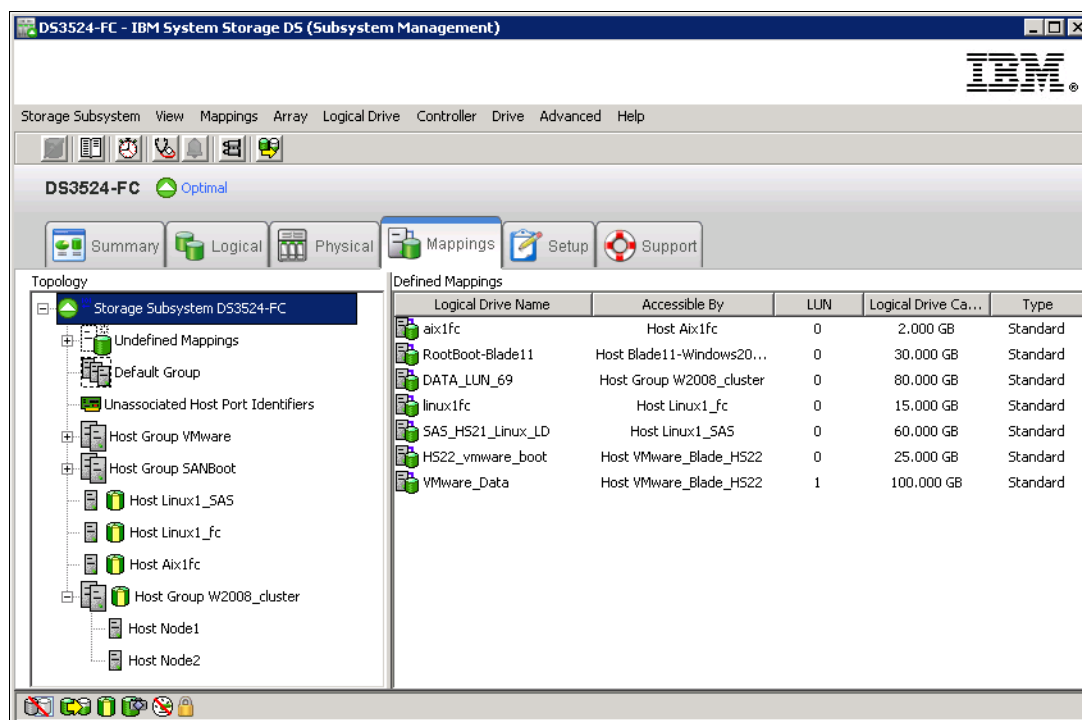 DS3524-FC - IBM System Storage DS (Subsystem Management)
IBM®
Storage Subsystem View Mappings Array Logical Drive Controller Drive Advanced Help
DS3524-FC Optimal
Summary Logical Physical Mappings Setup Support
Topology
Storage Subsystem DS3524-FC
Undefined Mappings
Default Group
Unassociated Host Port Identifiers
Host Group VMware
Host Group SANBoot
Host Linux1_SAS
Host Linux1_fc
Host Aix1fc
Host Group W2008_cluster
Host Node1
Host Node2
Defined Mappings
Logical Drive Name Accessible By LUN Logical Drive Ca... Type
aix1fc Host Aix1fc 0 2.000 GB Standard
RootBoot-Blade11 Host Blade11-Windows20... 0 30.000 GB Standard
DATA_LUN_69 Host Group W2008_cluster 0 80.000 GB Standard
linux1fc Host Linux1_fc 0 15.000 GB Standard
SAS_HS21_Linux_LD Host Linux1_SAS 0 60.000 GB Standard
HS22_vmware_boot Host VMware_Blade_HS22 0 25.000 GB Standard
VMware_Data Host VMware_Blade_HS22 1 100.000 GB Standard